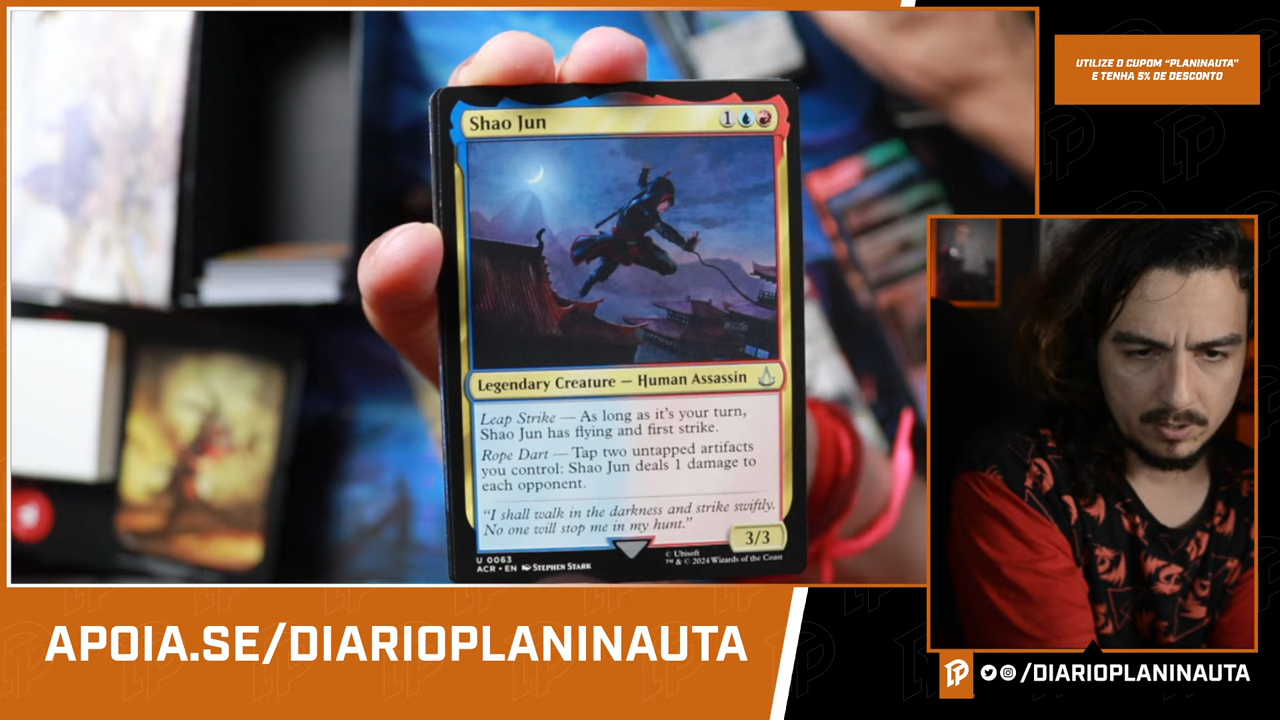 UTILIZE O CUPOM “PLANINAUTA”
E TENHA 5% DE DESCONTO
Shao Jun
1
Legendary Creature — Human Assassin
Leap Strike — As long as it’s your turn,
Shao Jun has flying and first strike.
Rope Dart — Tap two untapped artifacts
you control: Shao Jun deals 1 damage to
each opponent.
“I shall walk in the darkness and strike swiftly.
No one will stop me in my hunt.”
3/3
U 0063
ACR • EN STEPHEN STARK
© Ubisoft
™ & © 2024 Wizards of the Coast
APOIA.SE/DIARIOPLANINAUTA
/DIARIOPLANINAUTA